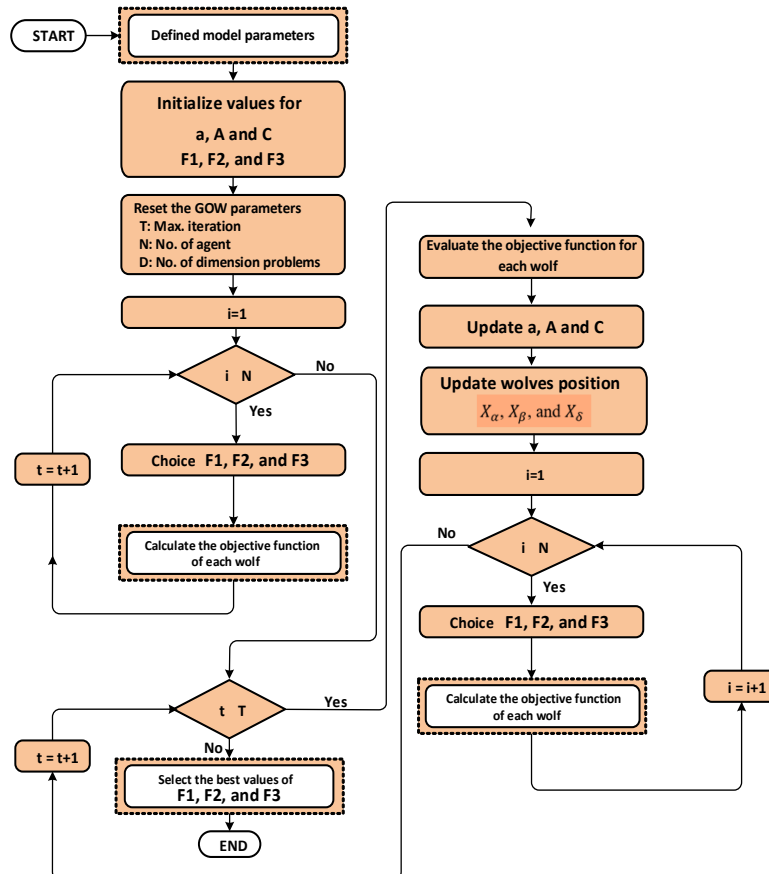 START
Defined model parameters
Initialize values for
a, A and C
F1, F2, and F3
Reset the GOW parameters
T: Max. iteration
N: No. of agent
D: No. of dimension problems
i=1
i N
No
Yes
t = t+1
Choice F1, F2, and F3
Calculate the objective function
of each wolf
t T
Yes
No
t = t+1
Select the best values of
F1, F2, and F3
END
Evaluate the objective function for
each wolf
Update a, A and C
Update wolves position
Xα, Xβ, and Xδ
i=1
i N
No
Yes
Choice F1, F2, and F3
Calculate the objective function
of each wolf
i = i+1